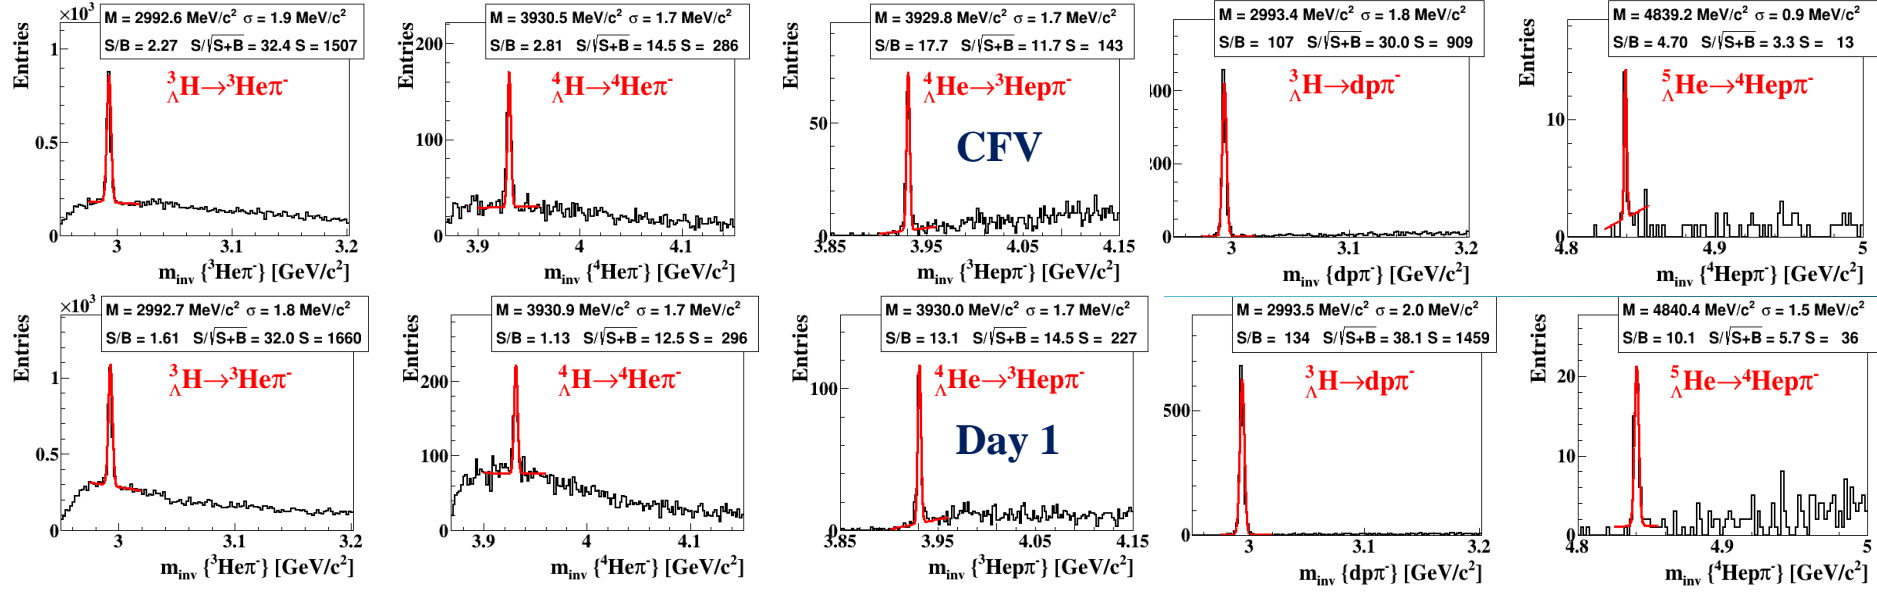 M = 2992.6 MeV/c² σ = 1.9 GeV/c²
S/B = 2.27 S/√S+B = 32.4 S = 1507
×10³
Entries
1
0.5
0
³ΛH→³Heπ⁻
3 3.1 3.2
m_inv {³Heπ⁻} [GeV/c²]
M = 3930.5 MeV/c² σ = 1.7 GeV/c²
S/B = 2.81 S/√S+B = 14.5 S = 286
Entries
200
100
0
⁴ΛH→⁴Heπ⁻
3.9 4 4.1
m_inv {⁴Heπ⁻} [GeV/c²]
M = 3929.8 MeV/c² σ = 1.7 GeV/c²
S/B = 17.7 S/√S+B = 11.7 S = 143
Entries
50
0
⁴ΛHe→³Hepπ⁻
CFV
3.85 3.95 4.05 4.15
m_inv {³Hepπ⁻} [GeV/c²]
M = 2993.4 MeV/c² σ = 1.8 MeV/c²
S/B = 107 S/√S+B = 30.0 S = 909
400
200
0
³ΛH→dpπ⁻
3 3.1 3.2
m_inv {dpπ⁻} [GeV/c²]
M = 4839.2 MeV/c² σ = 0.9 MeV/c²
S/B = 4.70 S/√S+B = 3.3 S = 13
Entries
10
0
⁵ΛHe→⁴Hepπ⁻
4.8 4.9 5
m_inv {⁴Hepπ⁻} [GeV/c²]
M = 2992.7 MeV/c² σ = 1.8 MeV/c²
S/B = 1.61 S/√S+B = 32.0 S = 1660
×10³
Entries
1
0.5
0
³ΛH→³Heπ⁻
3 3.1 3.2
m_inv {³Heπ⁻} [GeV/c²]
M = 3930.9 MeV/c² σ = 1.7 MeV/c²
S/B = 1.13 S/√S+B = 12.5 S = 296
Entries
200
100
0
⁴ΛH→⁴Heπ⁻
3.9 4 4.1
m_inv {⁴Heπ⁻} [GeV/c²]
M = 3930.0 MeV/c² σ = 1.7 MeV/c²
S/B = 13.1 S/√S+B = 14.5 S = 227
Entries
100
0
⁴ΛHe→³Hepπ⁻
Day 1
3.85 3.95 4.05 4.15
m_inv {³Hepπ⁻} [GeV/c²]
M = 2993.5 MeV/c² σ = 2.0 MeV/c²
S/B = 134 S/√S+B = 38.1 S = 1459
500
0
³ΛH→dpπ⁻
3 3.1 3.2
m_inv {dpπ⁻} [GeV/c²]
M = 4840.4 MeV/c² σ = 1.5 MeV/c²
S/B = 10.1 S/√S+B = 5.7 S = 36
Entries
20
10
0
⁵ΛHe→⁴Hepπ⁻
4.8 4.9 5
m_inv {⁴Hepπ⁻} [GeV/c²]